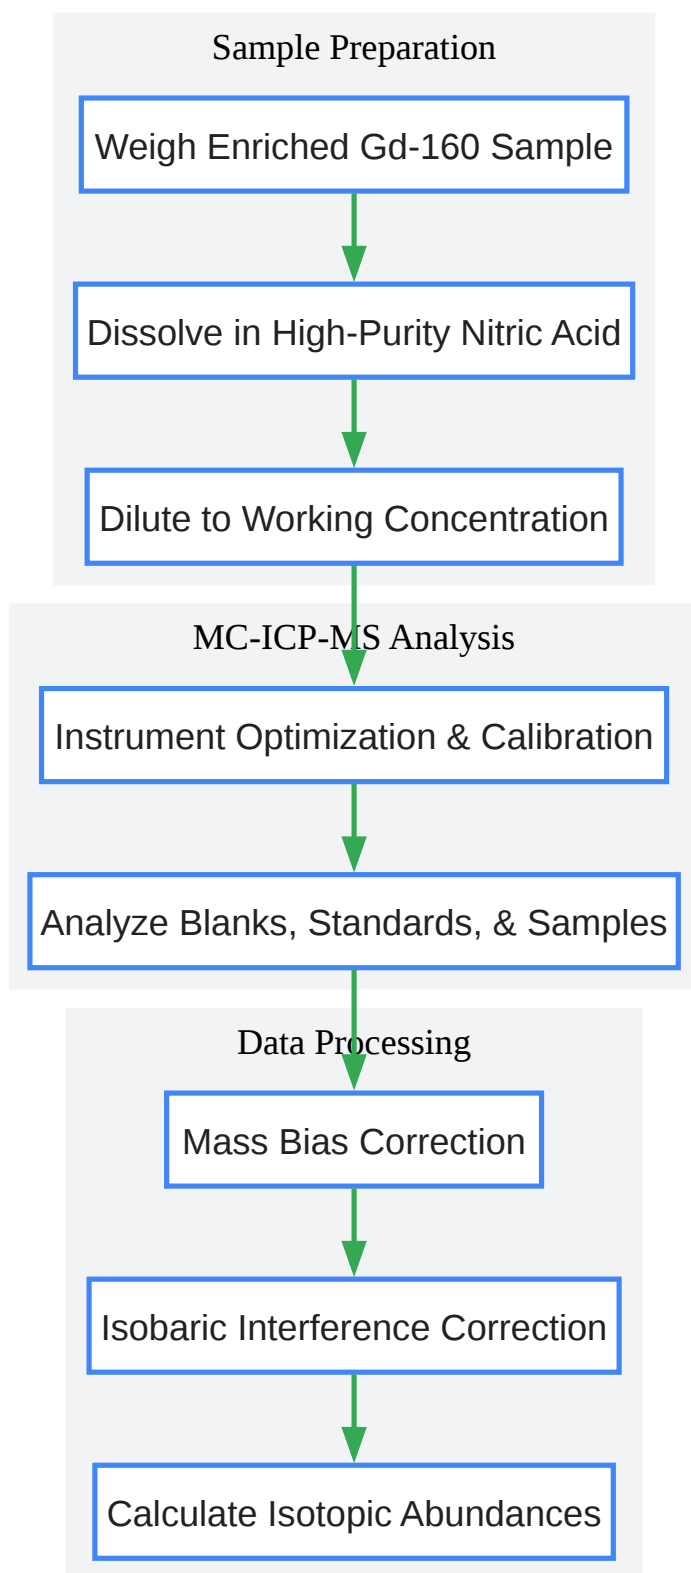 Sample Preparation
Weigh Enriched Gd-160 Sample
Dissolve in High-Purity Nitric Acid
Dilute to Working Concentration
MC-ICP-MS Analysis
Instrument Optimization & Calibration
Analyze Blanks, Standards, & Samples
Data Processing
Mass Bias Correction
Isobaric Interference Correction
Calculate Isotopic Abundances